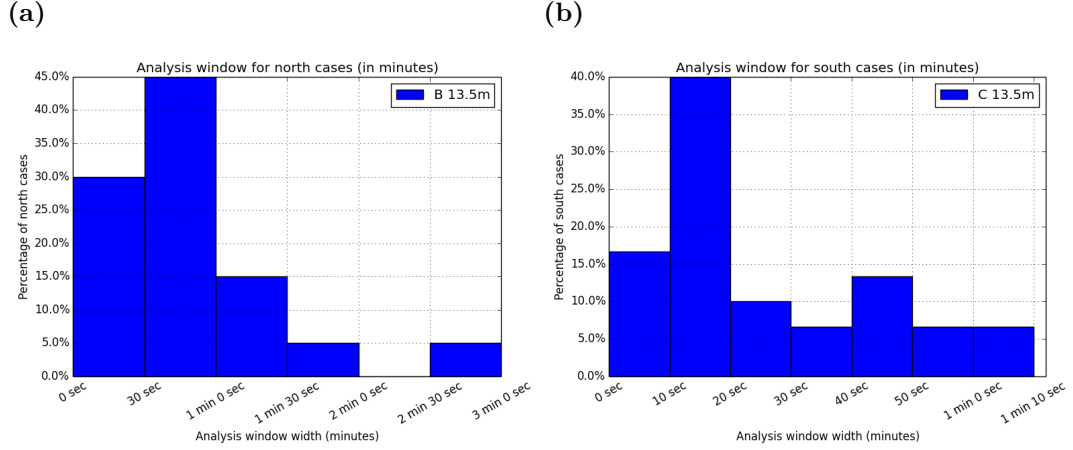 (a)
Analysis window for north cases (in minutes)
B 13.5m
45.0%
40.0%
35.0%
30.0%
25.0%
20.0%
15.0%
10.0%
5.0%
0.0%
Percentage of north cases
0 sec
30 sec
1 min 0 sec
1 min 30 sec
2 min 0 sec
2 min 30 sec
3 min 0 sec
Analysis window width (minutes)
(b)
Analysis window for south cases (in minutes)
C 13.5m
40.0%
35.0%
30.0%
25.0%
20.0%
15.0%
10.0%
5.0%
0.0%
Percentage of south cases
0 sec
10 sec
20 sec
30 sec
40 sec
50 sec
1 min 0 sec
1 min 10 sec
Analysis window width (minutes)